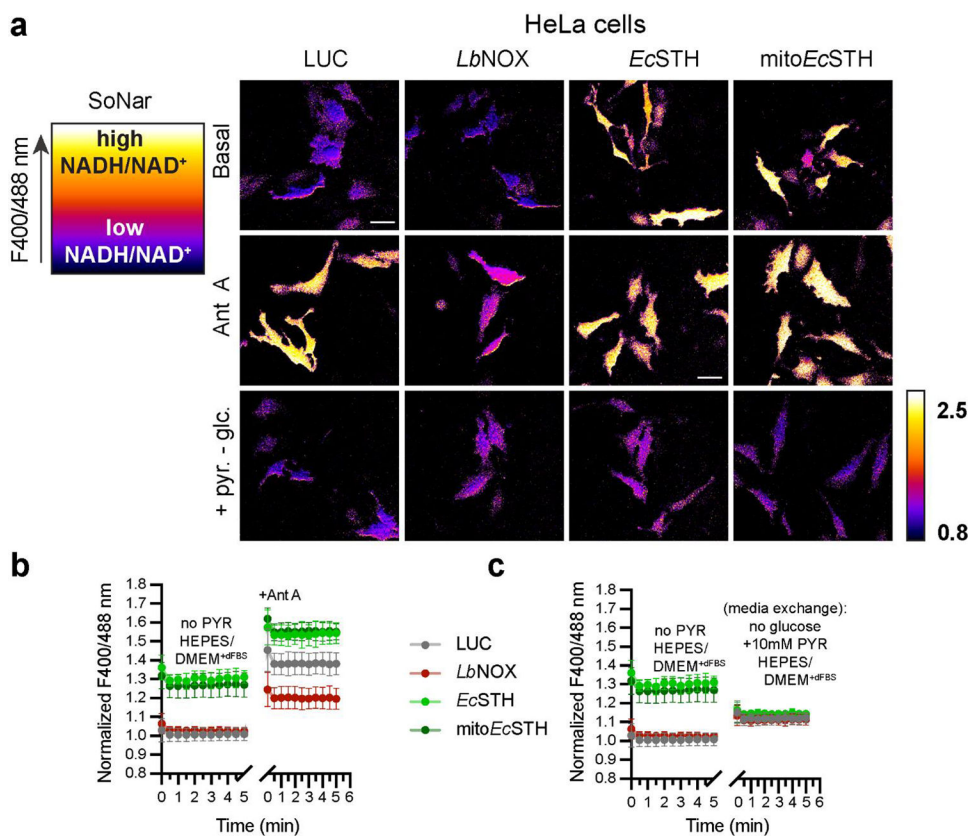 a
HeLa cells
LUC
LbNOX
EcSTH
mitoEcSTH
SoNar
F400/488 nm
high
NADH/NAD⁺
low
NADH/NAD⁺
Basal
Ant A
+ pyr. - glc.
2.5
0.8
b
Normalized F400/488 nm
1.8
1.7
1.6
1.5
1.4
1.3
1.2
1.1
1.0
0.9
0.8
no PYR
HEPES/
DMEM⁺ᵈFBS
+Ant A
0 1 2 3 4 5
0 1 2 3 4 5 6
Time (min)
LUC
LbNOX
EcSTH
mitoEcSTH
c
Normalized F400/488 nm
1.8
1.7
1.6
1.5
1.4
1.3
1.2
1.1
1.0
0.9
0.8
no PYR
HEPES/
DMEM⁺ᵈFBS
(media exchange):
no glucose
+10mM PYR
HEPES/
DMEM⁺ᵈFBS
0 1 2 3 4 5
0 1 2 3 4 5 6
Time (min)